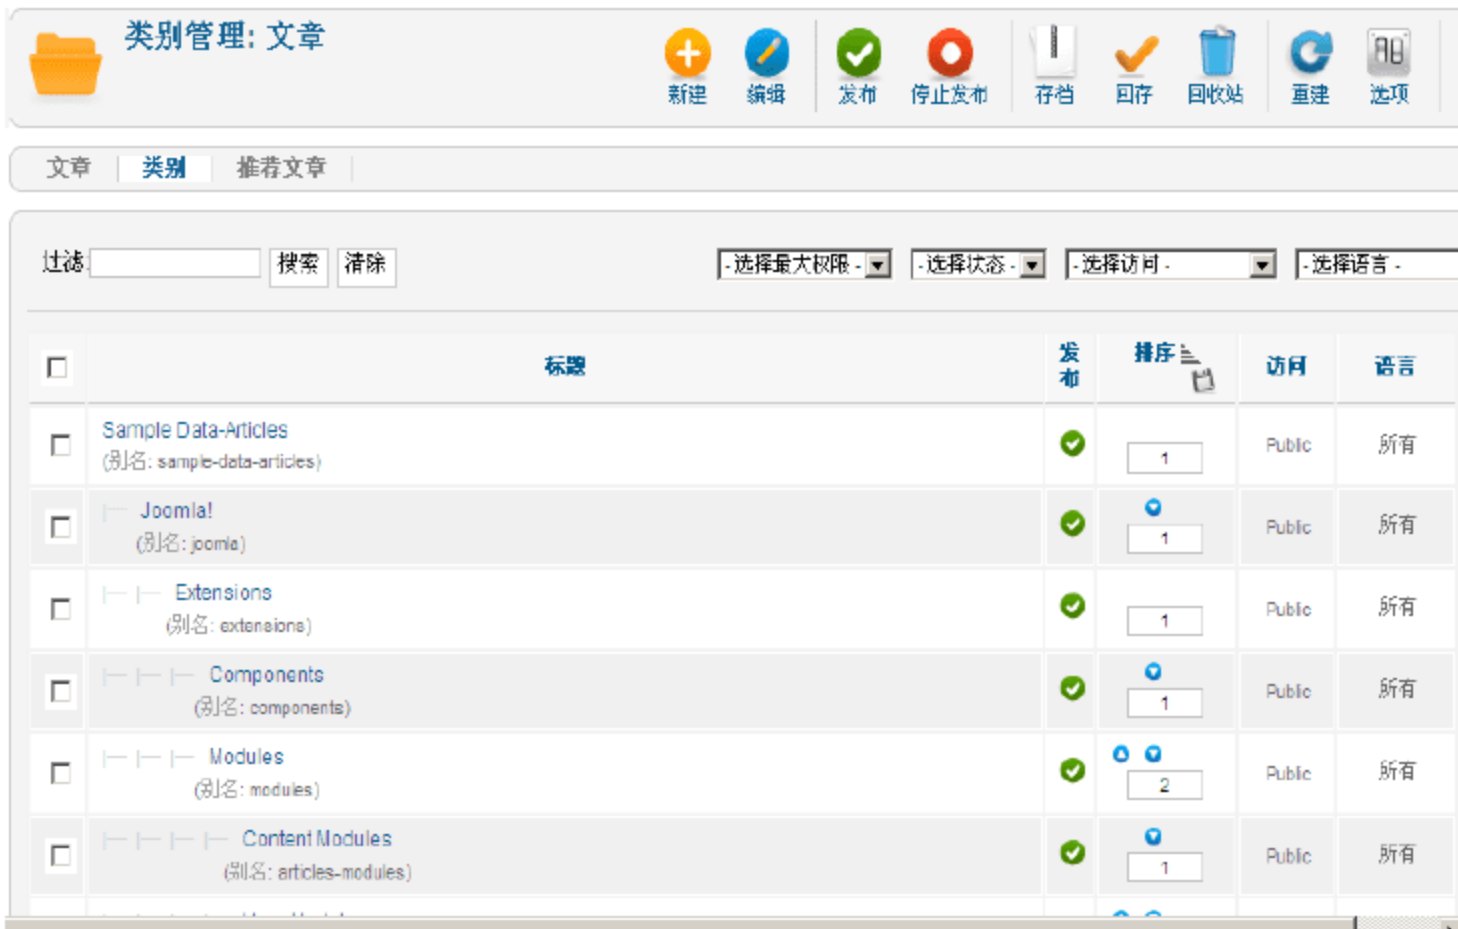 类别管理: 文章
新建 编辑 发布 停止发布 存档 回存 回收站 重建 选项
文章 类别 推荐文章
过滤: 搜索 清除 - 选择最大权限 - - 选择状态 - - 选择访问 - - 选择语言 -
标题 发布 排序 访问 语言
Sample Data-Articles
(别名: sample-data-articles) 1 Public 所有
Joomla!
(别名: joomla) 1 Public 所有
Extensions
(别名: extensions) 1 Public 所有
Components
(别名: components) 1 Public 所有
Modules
(别名: modules) 2 Public 所有
Content Modules
(别名: articles-modules) 1 Public 所有